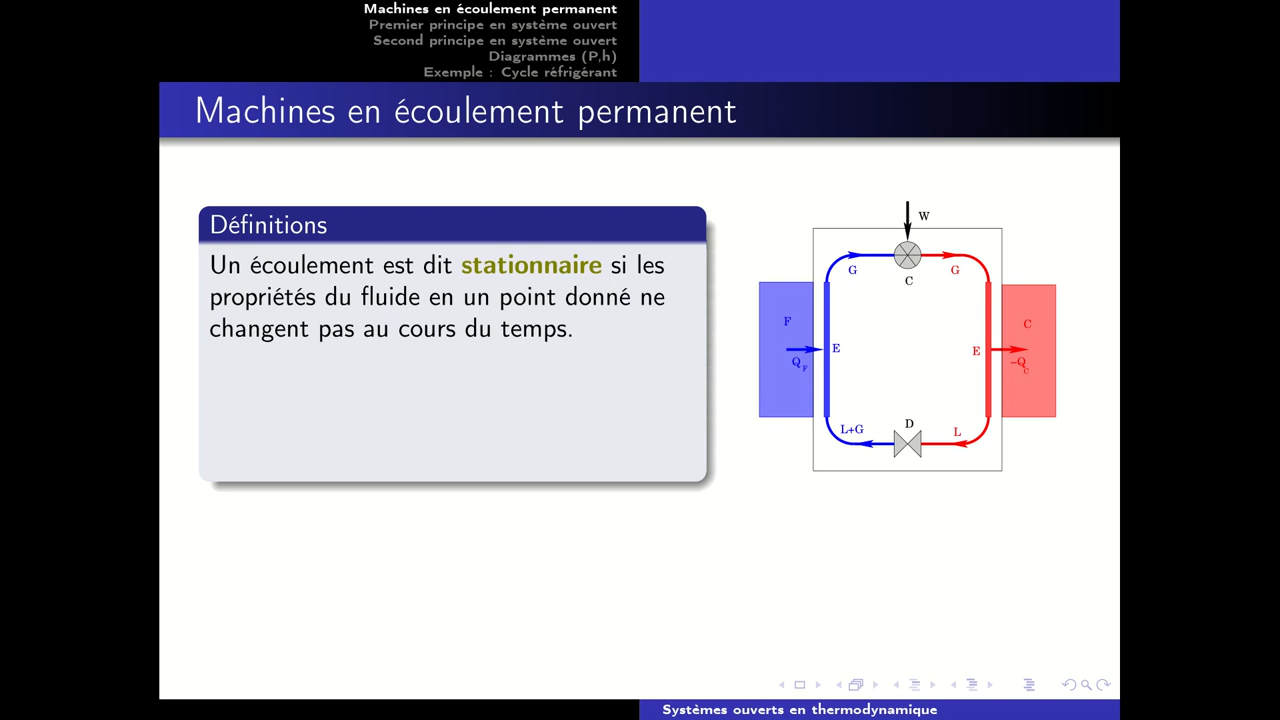 Machines en écoulement permanent
Premier principe en système ouvert
Second principe en système ouvert
Diagrammes (P,h)
Exemple : Cycle réfrigérant
Machines en écoulement permanent
Définitions
Un écoulement est dit stationnaire si les
propriétés du fluide en un point donné ne
changent pas au cours du temps.
W
G
G
C
F
C
E
E
Q_F
-Q_C
L+G
D
L
Systèmes ouverts en thermodynamique